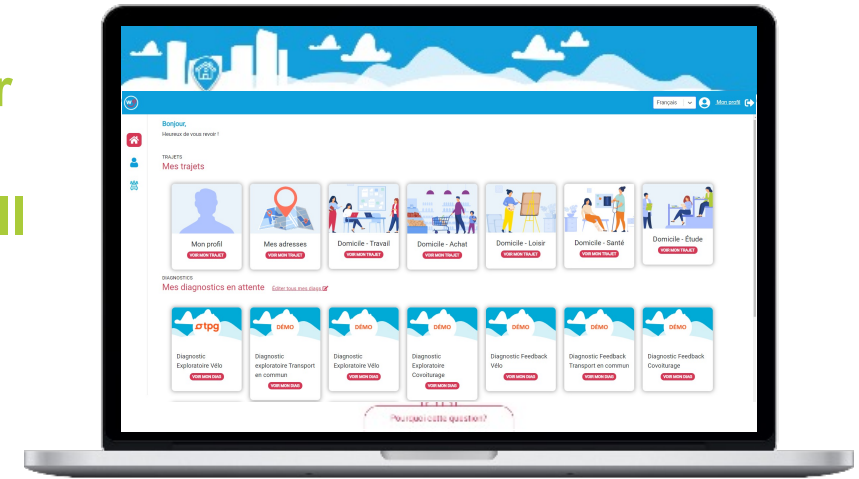 r
ll
Français
Mon profil
Bonjour,
Heureux de vous revoir !
TRAJETS
Mes trajets
Mon profil
VOIR MON TRAJET
Mes adresses
VOIR MON TRAJET
Domicile - Travail
VOIR MON TRAJET
Domicile - Achat
VOIR MON TRAJET
Domicile - Loisir
VOIR MON TRAJET
Domicile - Santé
VOIR MON TRAJET
Domicile - Étude
VOIR MON TRAJET
DIAGNOSTICS
Mes diagnostics en attente Éditer tous mes diags
tpg
Diagnostic
Exploratoire Vélo
VOIR MON DIAG
DÉMO
Diagnostic
exploratoire Transport
en commun
VOIR MON DIAG
DÉMO
Diagnostic
Exploratoire Vélo
VOIR MON DIAG
DÉMO
Diagnostic
Exploratoire
Covoiturage
VOIR MON DIAG
DÉMO
Diagnostic Feedback
Vélo
VOIR MON DIAG
DÉMO
Diagnostic Feedback
Transport en commun
VOIR MON DIAG
DÉMO
Diagnostic Feedback
Covoiturage
VOIR MON DIAG
Pourquoi cette question?